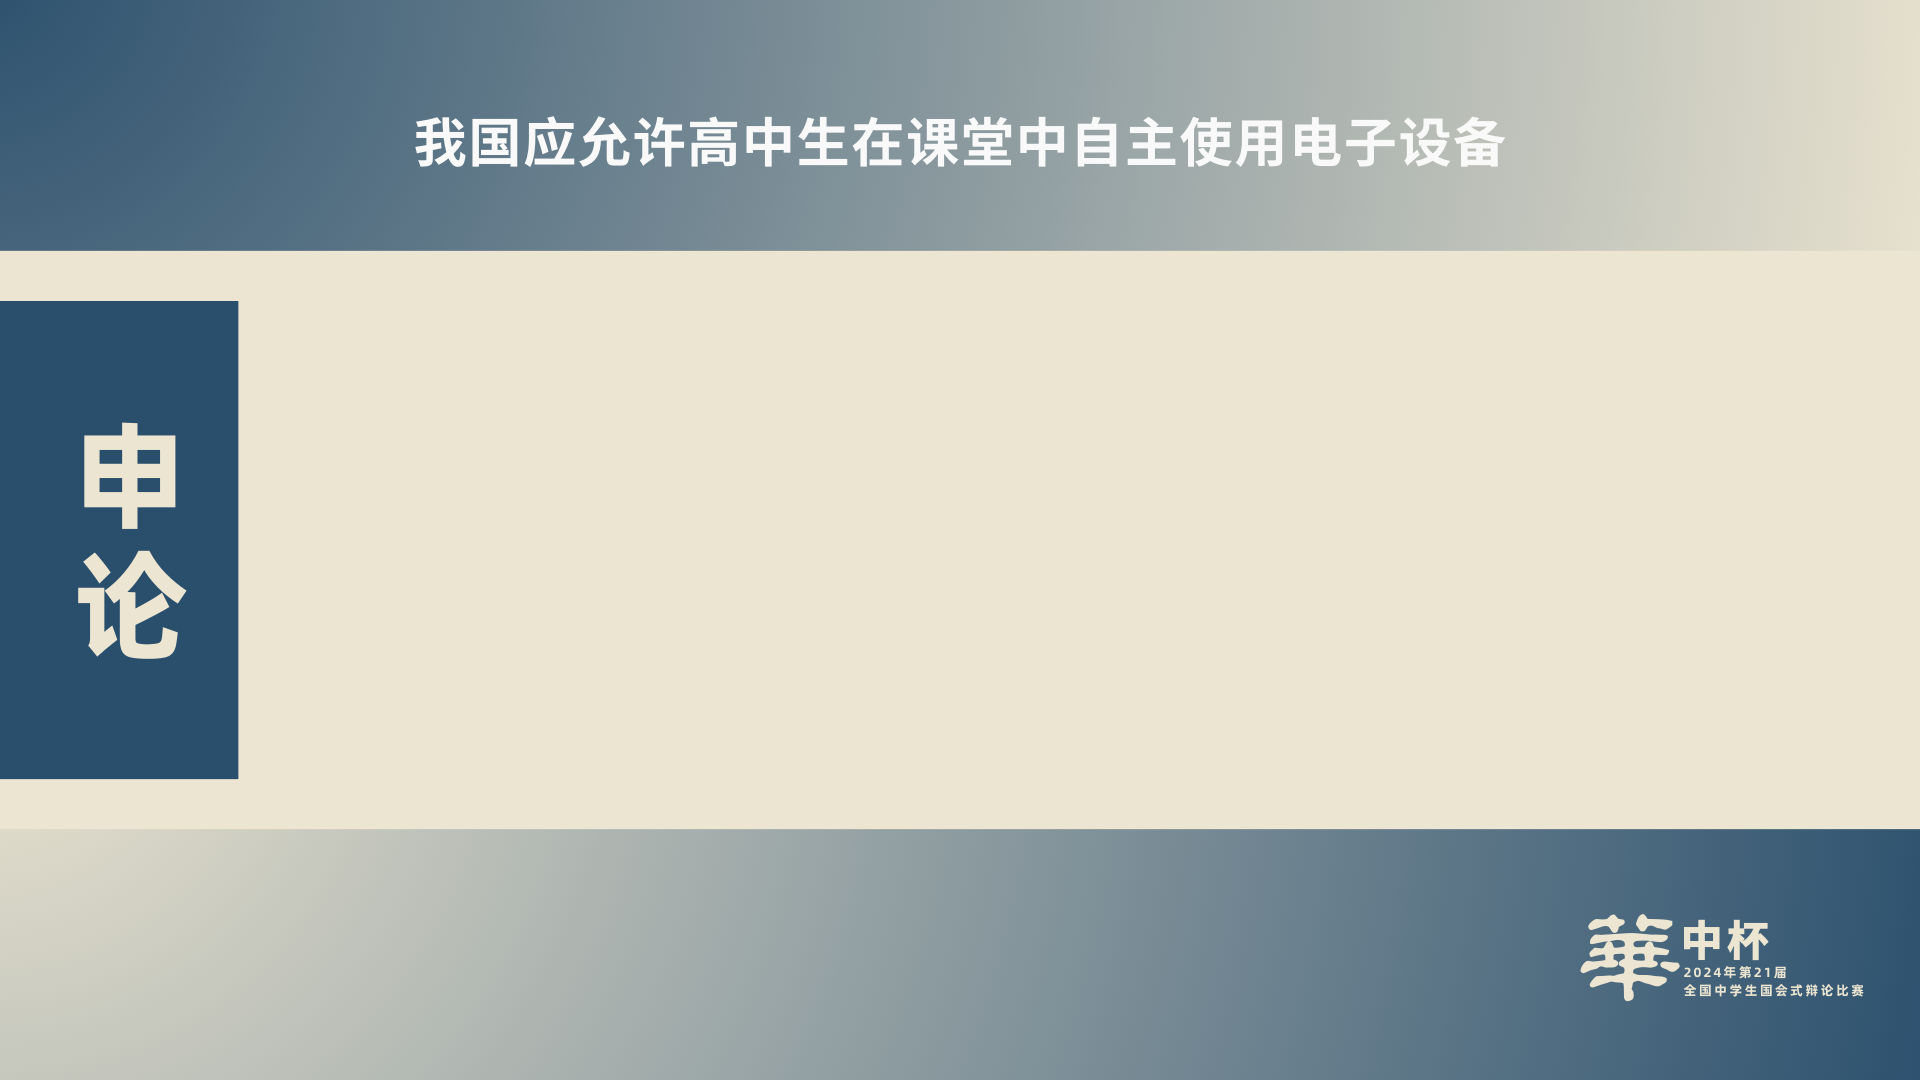 我国应允许高中生在课堂中自主使用电子设备
申
论
華中杯
2024年第21届
全国中学生国会式辩论比赛